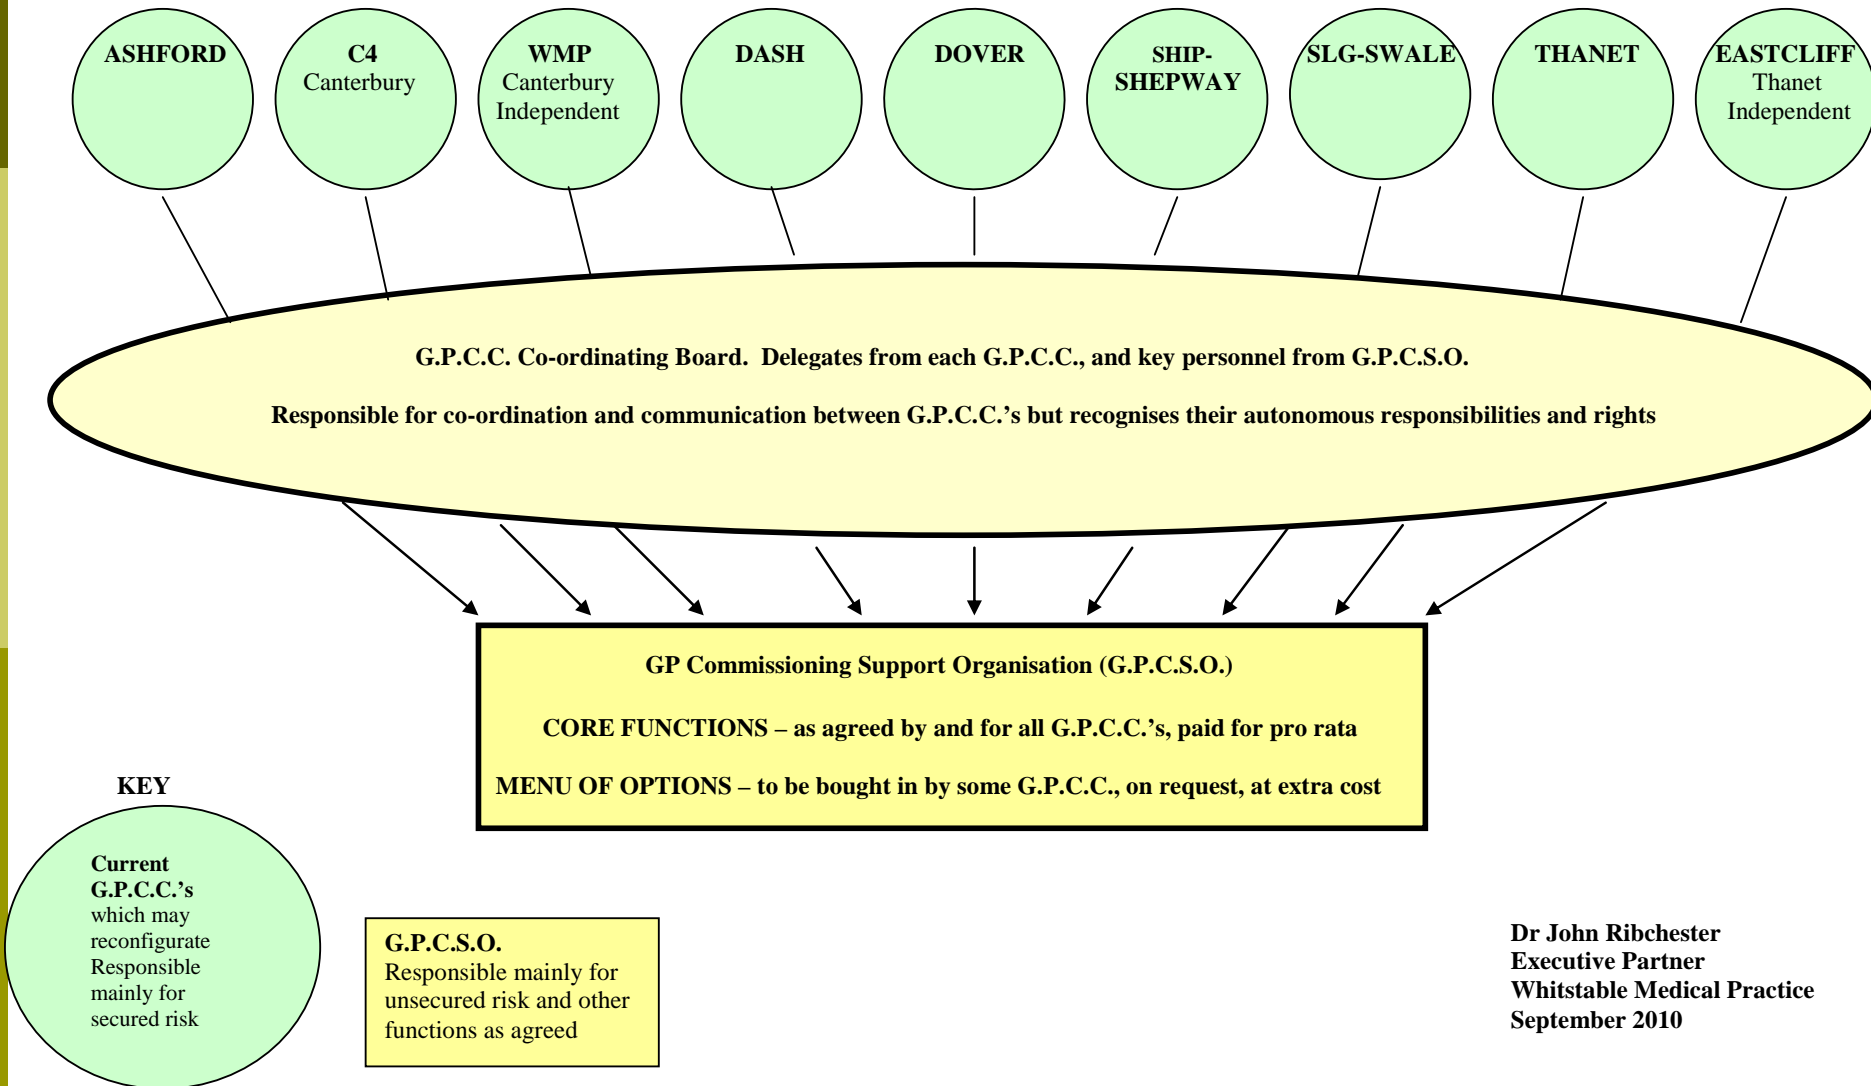 ASHFORD
C4
Canterbury
WMP
Canterbury
Independent
DASH
DOVER
SHIP-
SHEPWAY
SLG-SWALE
THANET
EASTCLIFF
Thanet
Independent
G.P.C.C. Co-ordinating Board.  Delegates from each G.P.C.C., and key personnel from G.P.C.S.O.
Responsible for co-ordination and communication between G.P.C.C.’s but recognises their autonomous responsibilities and rights
GP Commissioning Support Organisation (G.P.C.S.O.)
CORE FUNCTIONS – as agreed by and for all G.P.C.C.’s, paid for pro rata
MENU OF OPTIONS – to be bought in by some G.P.C.C., on request, at extra cost
KEY
Current
G.P.C.C.’s
which may
reconfigurate
Responsible
mainly for
secured risk
G.P.C.S.O.
Responsible mainly for
unsecured risk and other
functions as agreed
Dr John Ribchester
Executive Partner
Whitstable Medical Practice
September 2010